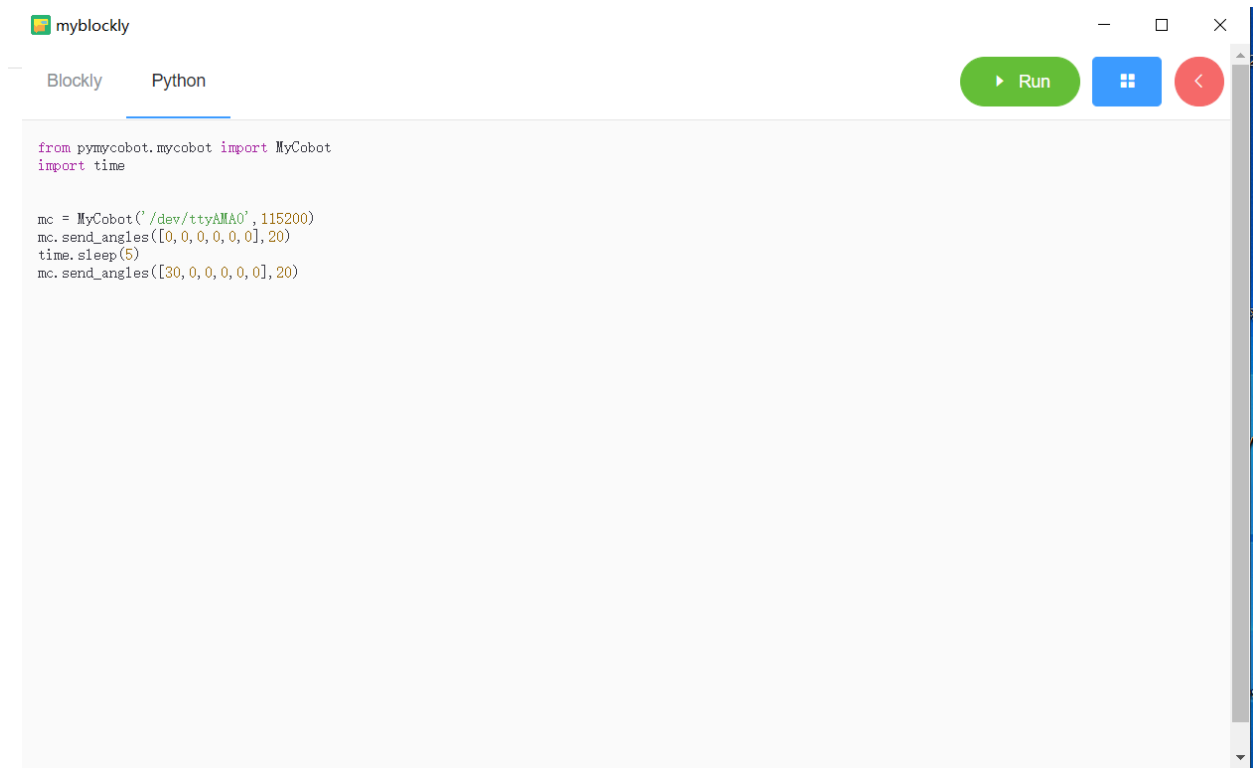 myblockly
Blockly
Python
Run
from pymycobot.mycobot import MyCobot
import time
mc = MyCobot('/dev/ttyAMA0',115200)
mc.send_angles([0,0,0,0,0,0],20)
time.sleep(5)
mc.send_angles([30,0,0,0,0,0],20)